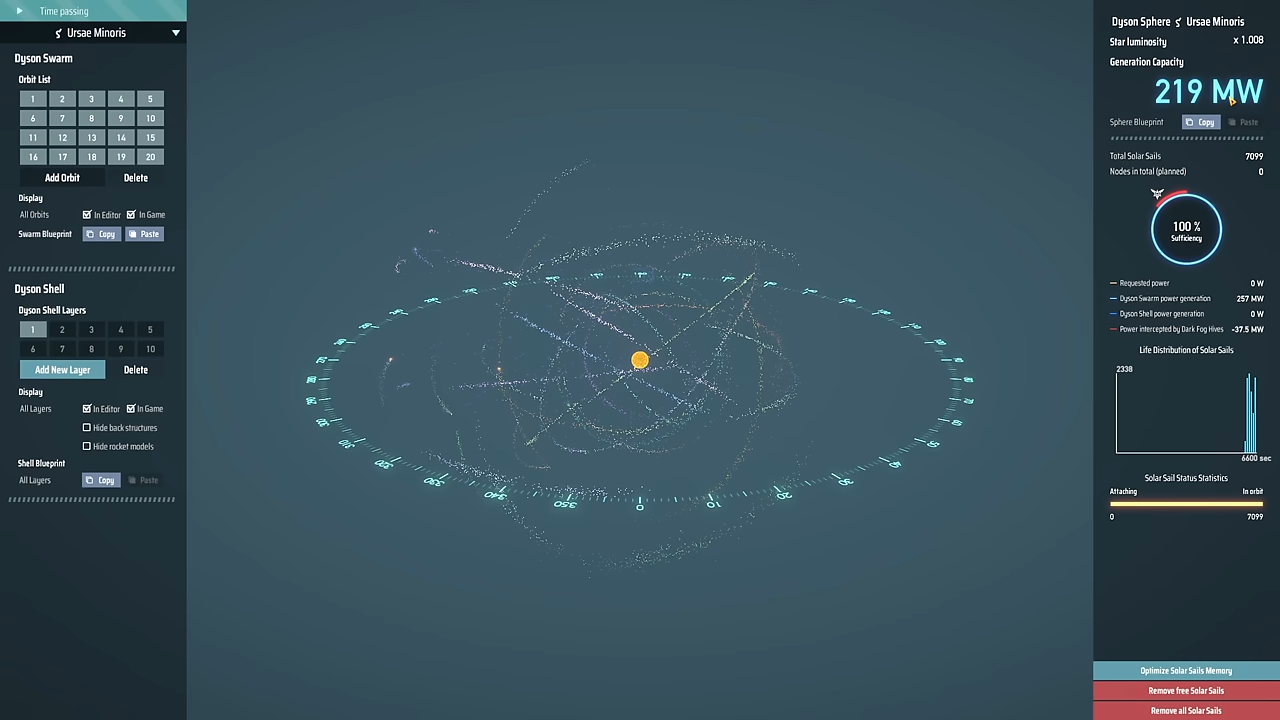 Time passing
Ursae Minoris
Dyson Swarm
Orbit List
1 2 3 4 5
6 7 8 9 10
11 12 13 14 15
16 17 18 19 20
Add Orbit Delete
Display
All Orbits In Editor In Game
Swarm Blueprint Copy Paste
Dyson Shell
Dyson Shell Layers
1 2 3 4 5
6 7 8 9 10
Add New Layer Delete
Display
All Layers In Editor In Game
Hide back structures
Hide rocket models
Shell Blueprint
All Layers Copy Paste
330 340 350 0 10 20 30
Dyson Sphere Ursae Minoris
Star luminosity x 1.008
Generation Capacity
219 MW
Sphere Blueprint Copy Paste
Total Solar Sails 7099
Nodes in total (planned) 0
100 %
Sufficiency
Requested power 0 W
Dyson Swarm power generation 257 MW
Dyson Shell power generation 0 W
Power intercepted by Dark Fog Hives -37.5 MW
Life Distribution of Solar Sails
2338
6600 sec
Solar Sail Status Statistics
Attaching In orbit
0 7099
Optimize Solar Sails Memory
Remove free Solar Sails
Remove all Solar Sails